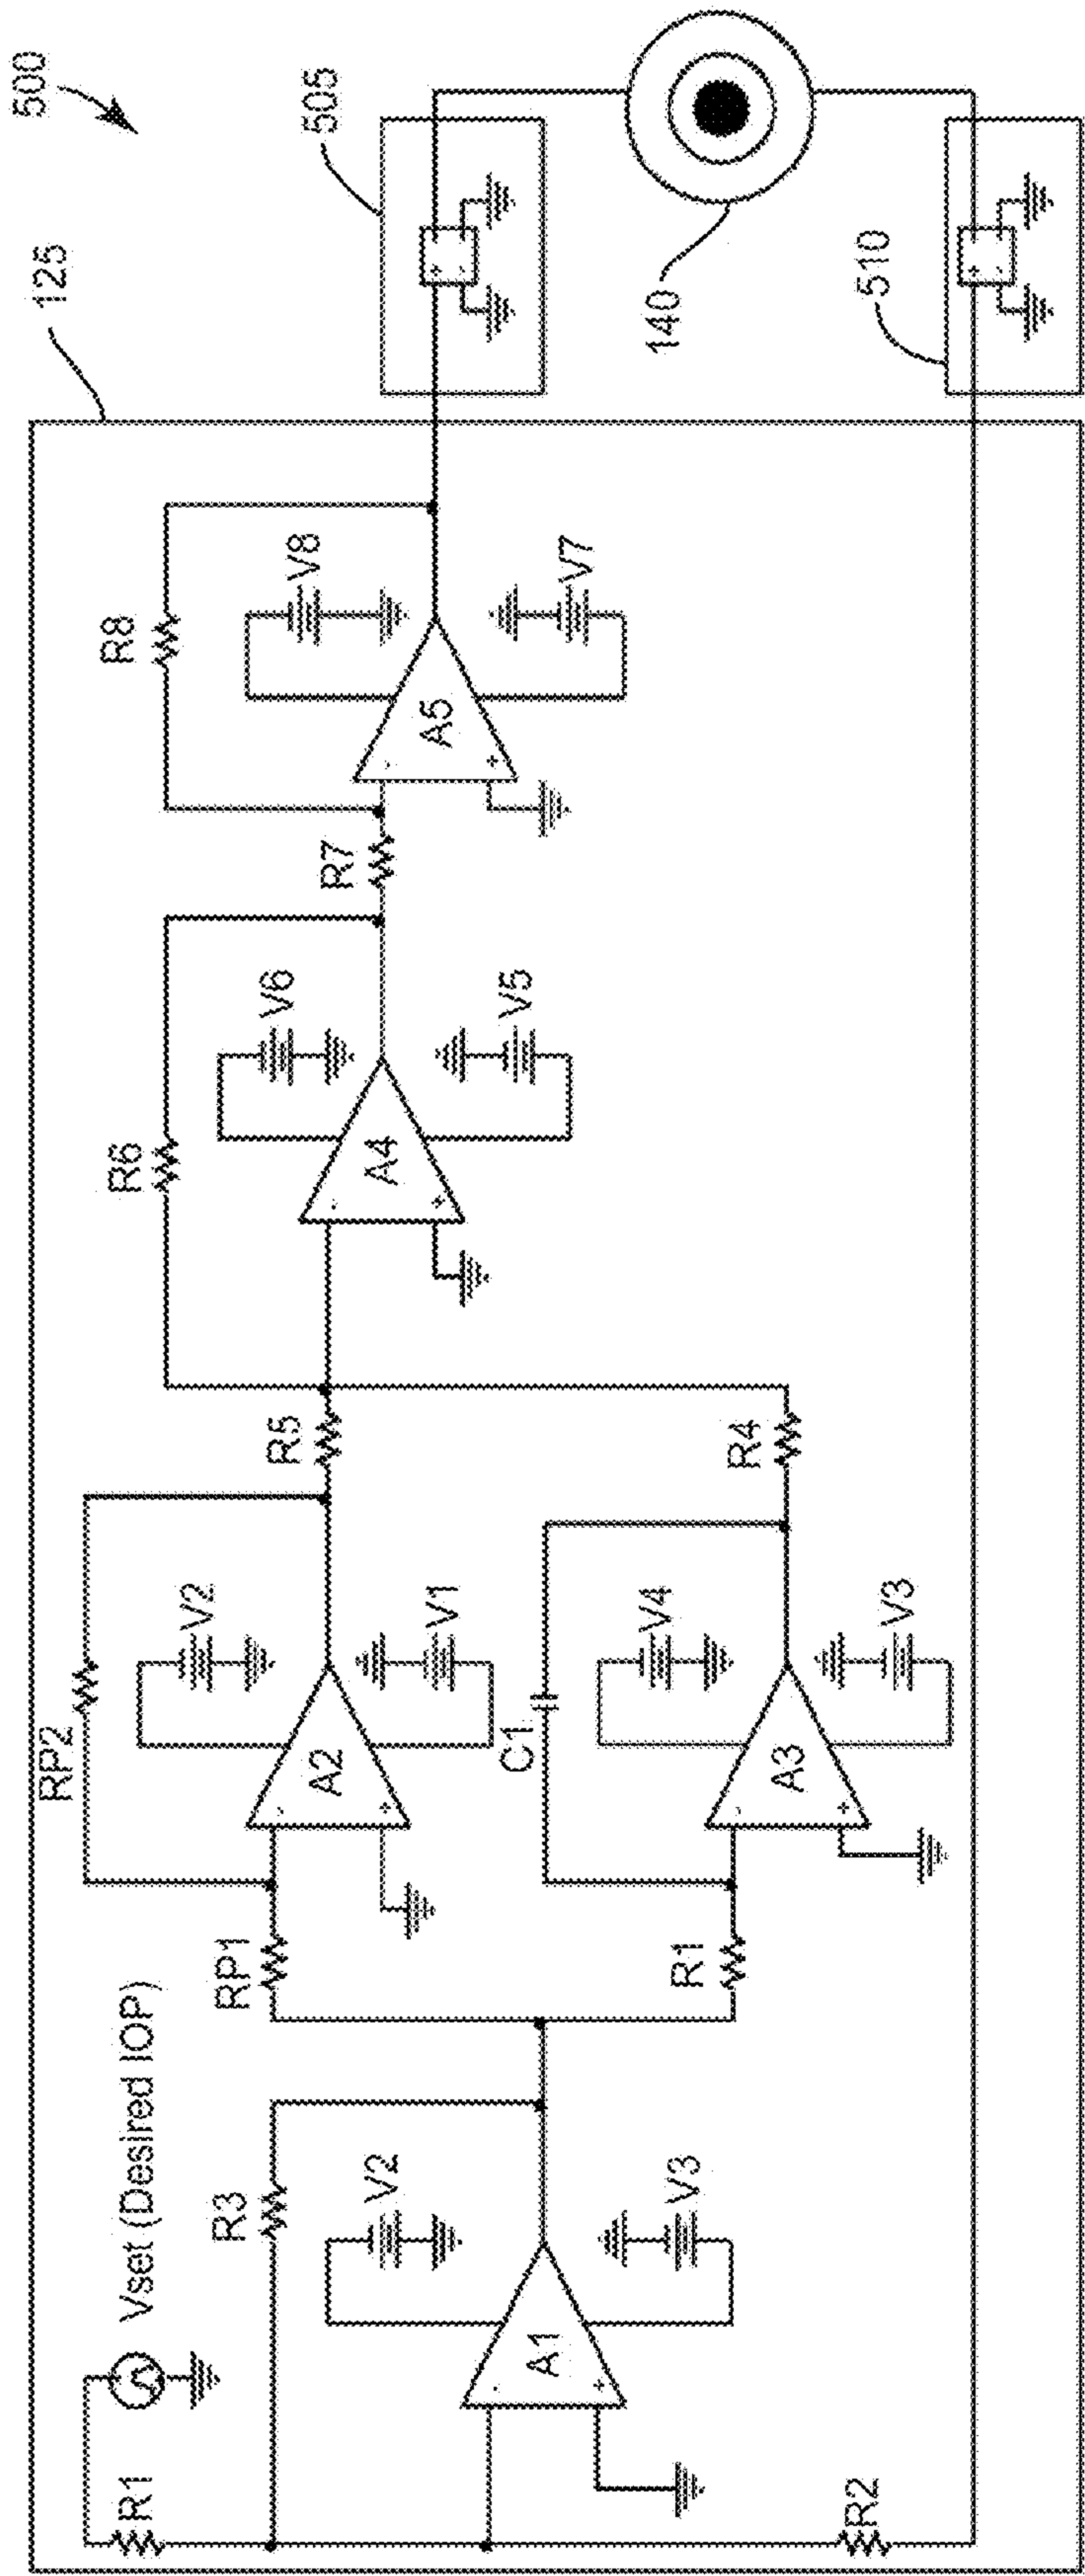 500
125
505
140
510
R8
V8
V7
A5
R7
R6
V6
V5
A4
R5
R4
RP2
V2
V1
A2
C1
V4
V3
A3
RP1
R1
Vset (Desired IOP)
R3
V2
V3
A1
R1
R2